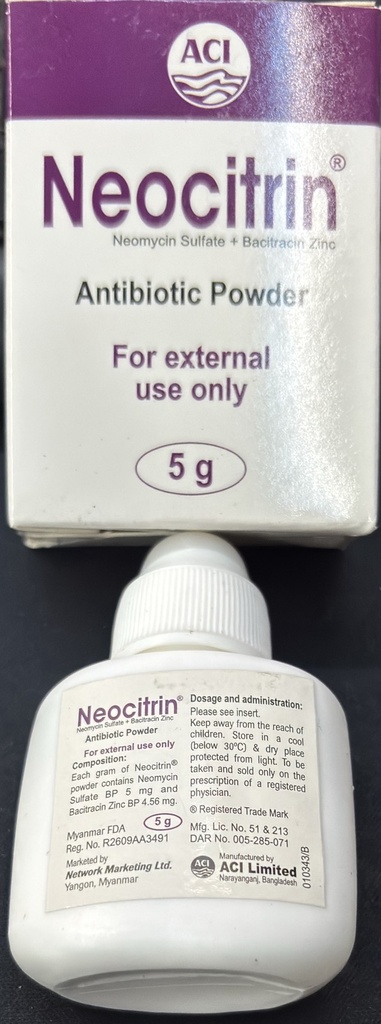 ACI
Neocitrin®
Neomycin Sulfate + Bacitracin Zinc
Antibiotic Powder
For external
use only
5 g
Neocitrin®
Neomycin Sulfate + Bacitracin Zinc
Antibiotic Powder
For external use only
Composition:
Each gram of Neocitrin®
powder contains Neomycin
Sulfate BP 5 mg and
Bacitracin Zinc BP 4.56 mg.
5 g
Myanmar FDA
Reg. No. R2609AA3491
Marketed by
Network Marketing Ltd.
Yangon, Myanmar
Dosage and administration:
Please see insert.
Keep away from the reach of
children. Store in a cool
(below 30ºC) & dry place
protected from light. To be
taken and sold only on the
prescription of a registered
physician.
® Registered Trade Mark
Mfg. Lic. No. 51 & 213
DAR No. 005-285-071
ACI
Manufactured by
ACI Limited
Narayanganj, Bangladesh
010343/B